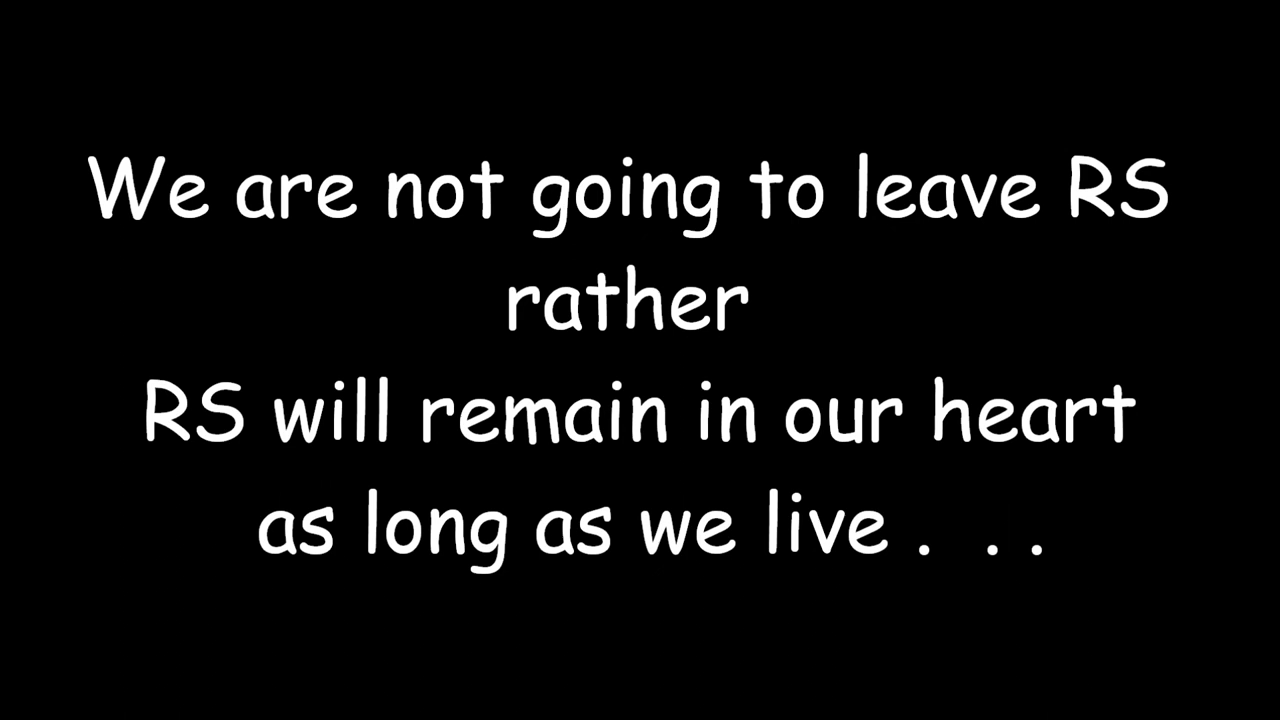 We are not going to leave RS
rather
RS will remain in our heart
as long as we live .  . .